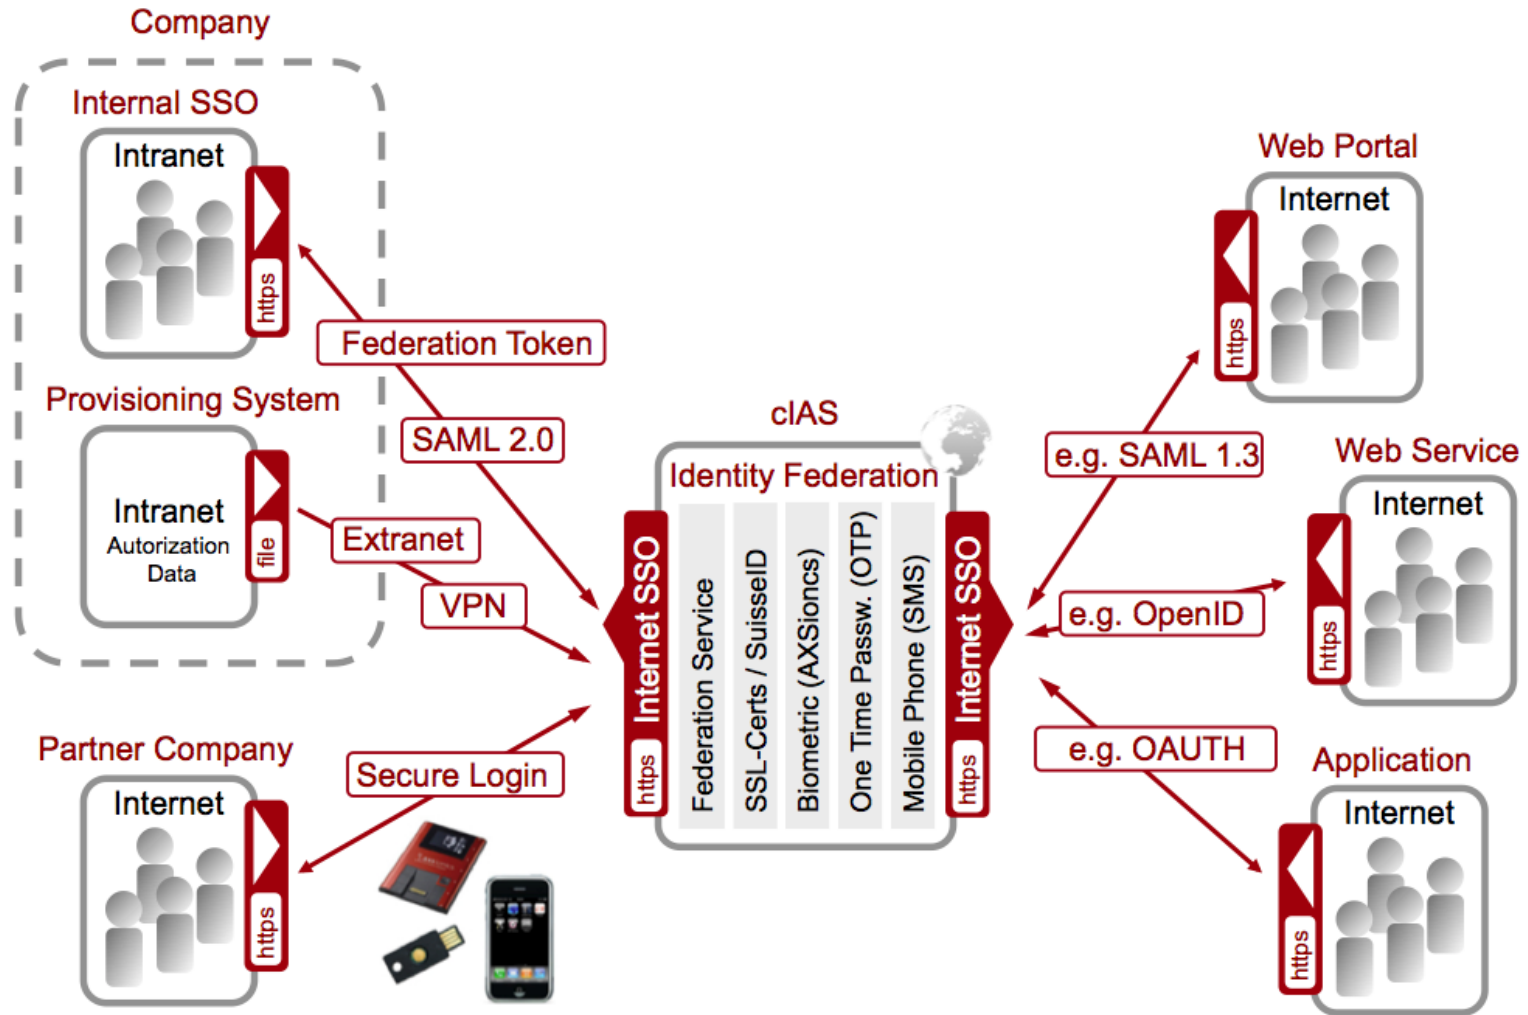 Company
Internal SSO
Intranet
https
Federation Token
SAML 2.0
Provisioning System
Intranet
Autorization
Data
file
Extranet
VPN
Partner Company
Internet
https
Secure Login
cIAS
Identity Federation
Internet SSO
https
Federation Service
SSL-Certs / SuisseID
Biometric (AXSioncs)
One Time Passw. (OTP)
Mobile Phone (SMS)
Internet SSO
https
Web Portal
Internet
https
e.g. SAML 1.3
Web Service
Internet
https
e.g. OpenID
e.g. OAUTH
Application
Internet
https